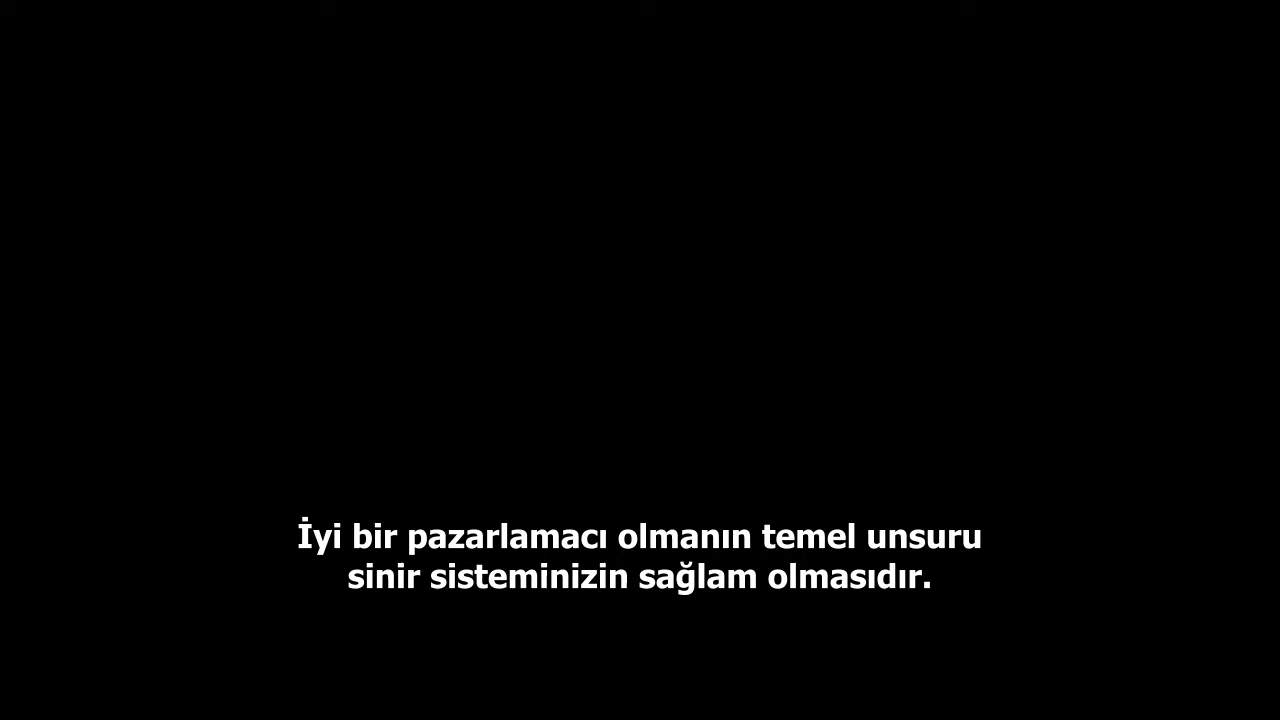 İyi bir pazarlamacı olmanın temel unsuru
sinir sisteminizin sağlam olmasıdır.